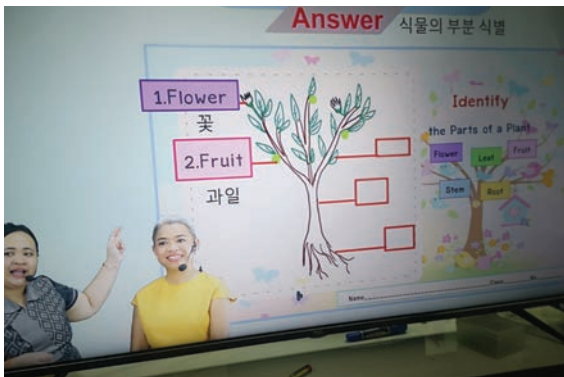 Answer 식물의 부분 식별
1.Flower
꽃
2.Fruit
과일
Identify
the Parts of a Plant
Flower
Leaf
Fruit
Stem
Root
Name